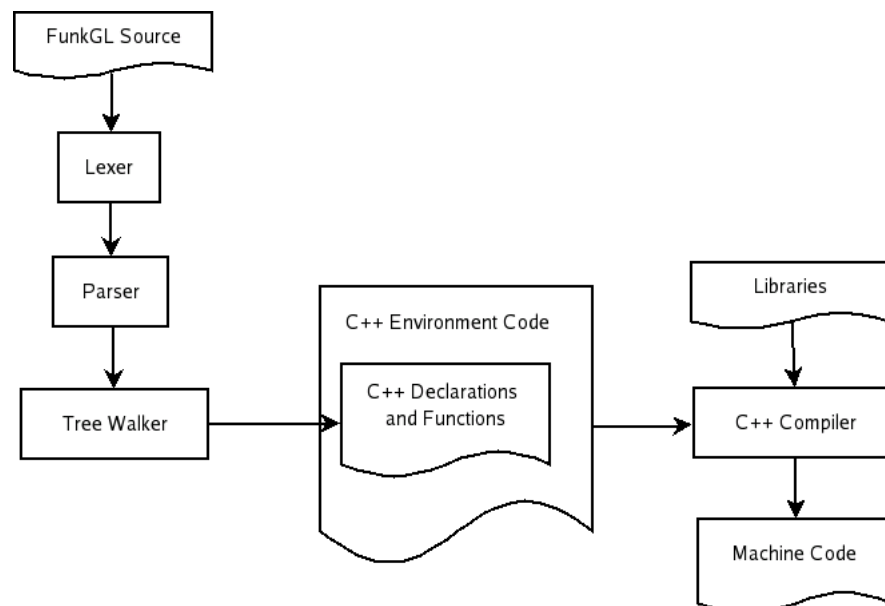 FunkGL Source
Lexer
Parser
Tree Walker
C++ Environment Code
C++ Declarations
and Functions
Libraries
C++ Compiler
Machine Code